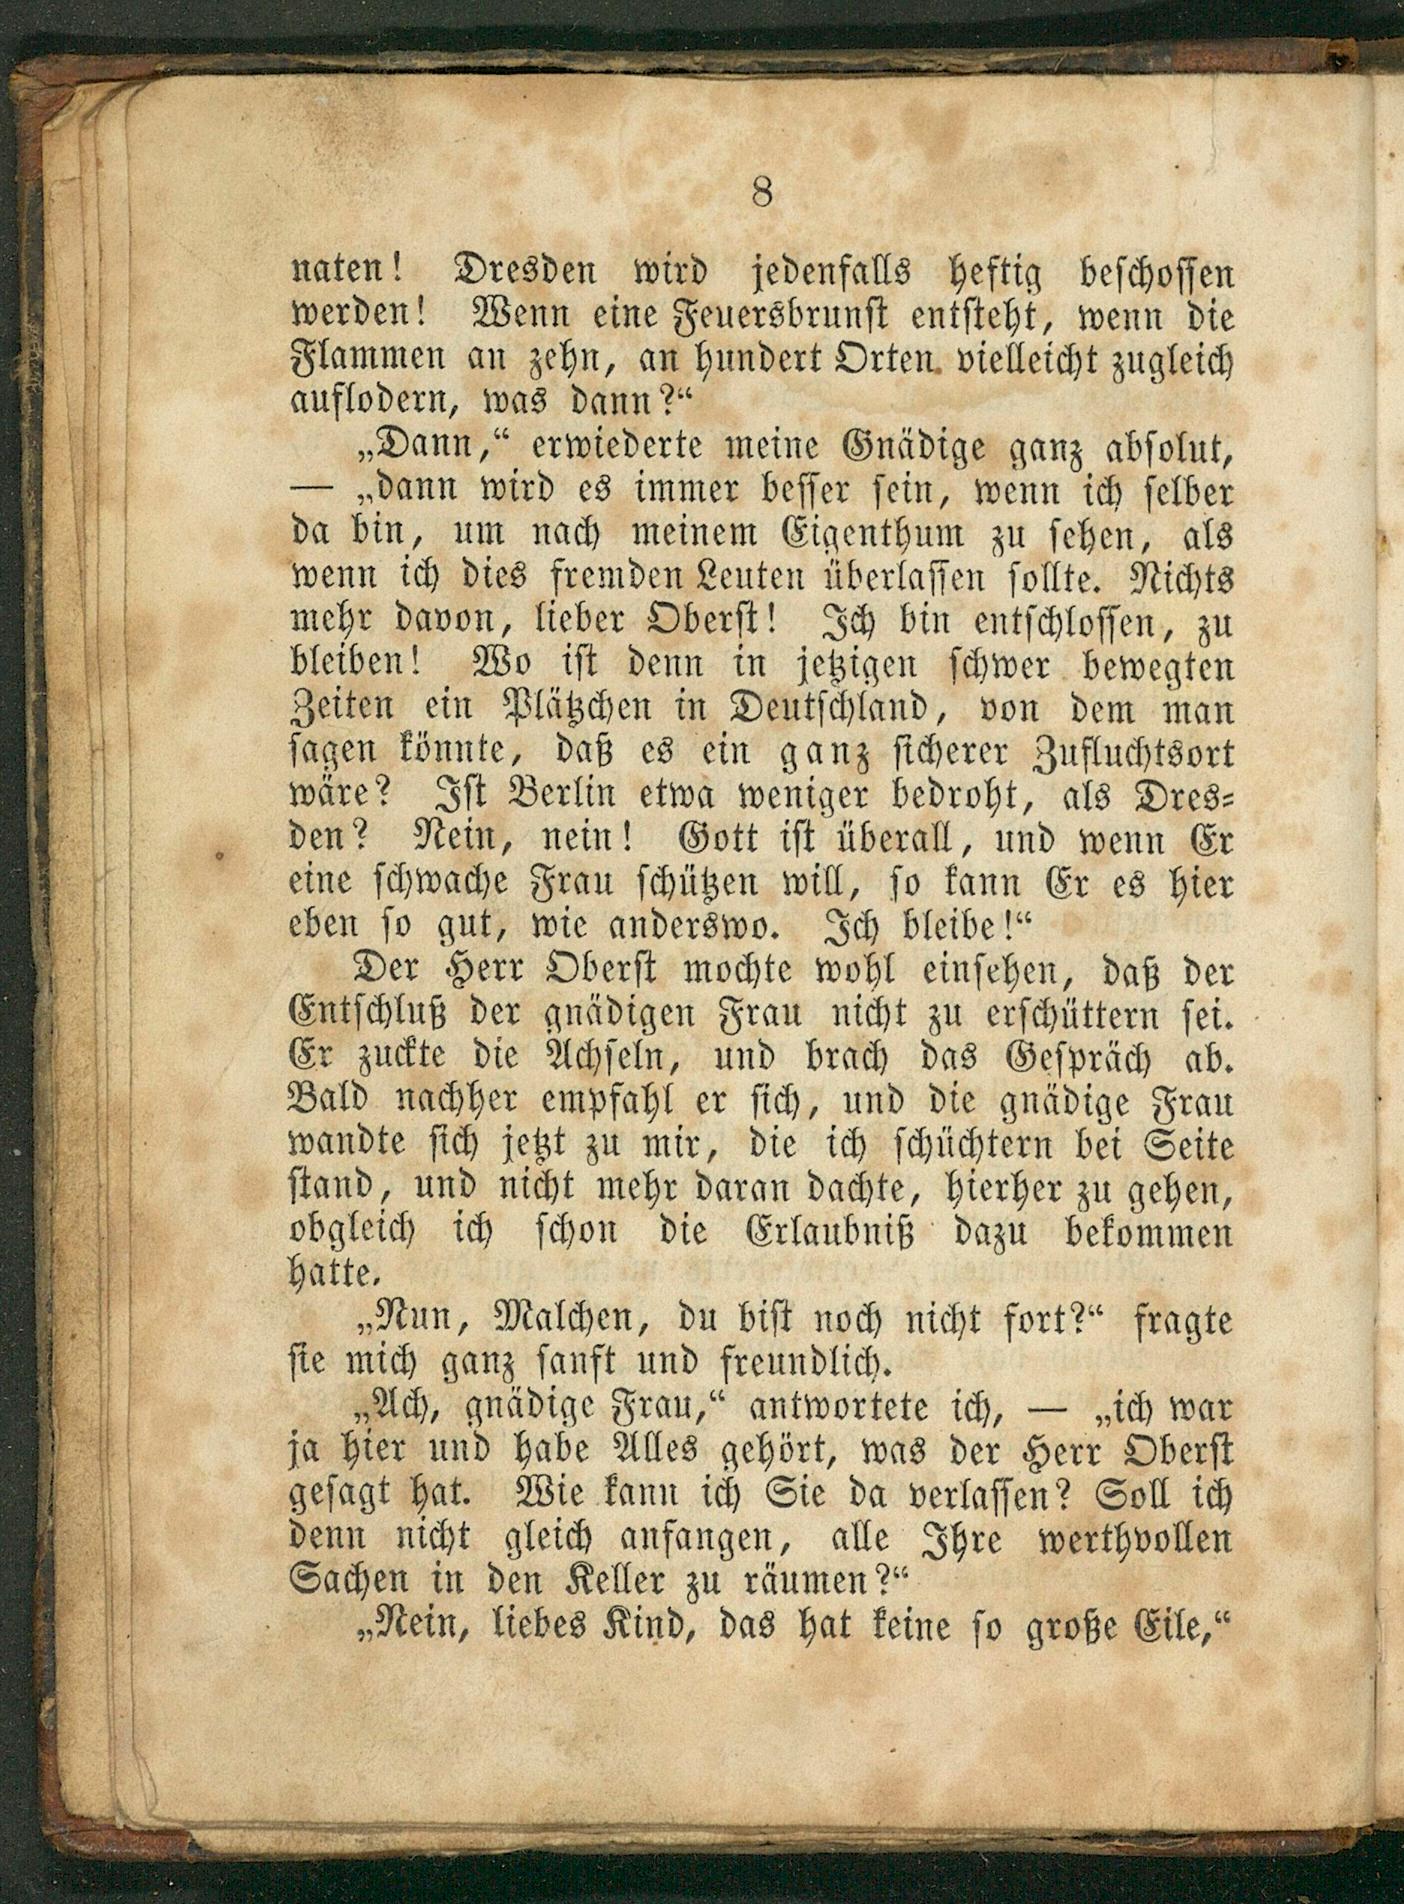 8
naten! Dresden wird jedenfalls heftig beschossen
werden! Wenn eine Feuersbrunst entsteht, wenn die
Flammen an zehn, an hundert Orten vielleicht zugleich
auflodern, was dann?“
„Dann,“ erwiederte meine Gnädige ganz absolut,
— „dann wird es immer besser sein, wenn ich selber
da bin, um nach meinem Eigenthum zu sehen, als
wenn ich dies fremden Leuten überlassen sollte. Nichts
mehr davon, lieber Oberst! Ich bin entschlossen, zu
bleiben! Wo ist denn in jetzigen schwer bewegten
Zeiten ein Plätzchen in Deutschland, von dem man
sagen könnte, daß es ein ganz sicherer Zufluchtsort
wäre? Ist Berlin etwa weniger bedroht, als Dres-
den? Nein, nein! Gott ist überall, und wenn Er
eine schwache Frau schützen will, so kann Er es hier
eben so gut, wie anderswo. Ich bleibe!“
Der Herr Oberst mochte wohl einsehen, daß der
Entschluß der gnädigen Frau nicht zu erschüttern sei.
Er zuckte die Achseln, und brach das Gespräch ab.
Bald nachher empfahl er sich, und die gnädige Frau
wandte sich jetzt zu mir, die ich schüchtern bei Seite
stand, und nicht mehr daran dachte, hierher zu gehen,
obgleich ich schon die Erlaubniß dazu bekommen
hatte.
„Nun, Malchen, du bist noch nicht fort?“ fragte
sie mich ganz sanft und freundlich.
„Ach, gnädige Frau,“ antwortete ich, — „ich war
ja hier und habe Alles gehört, was der Herr Oberst
gesagt hat. Wie kann ich Sie da verlassen? Soll ich
denn nicht gleich anfangen, alle Ihre werthvollen
Sachen in den Keller zu räumen?“
„Nein, liebes Kind, das hat keine so große Eile,“